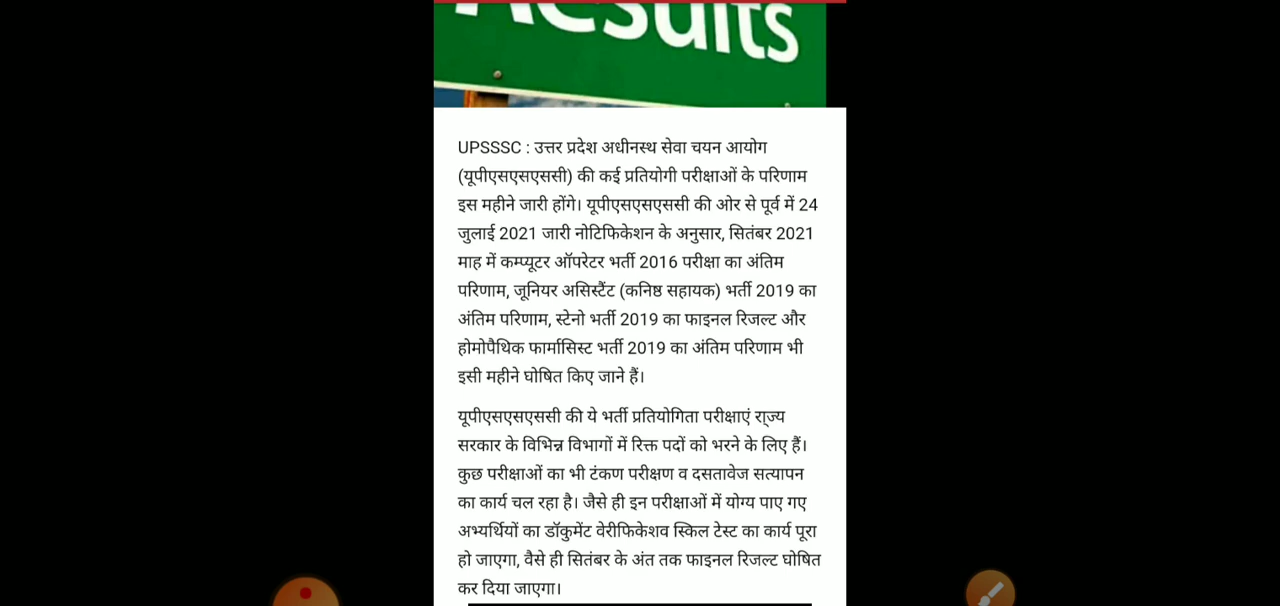 Results
UPSSSC : उत्तर प्रदेश अधीनस्थ सेवा चयन आयोग
(यूपीएसएसएससी) की कई प्रतियोगी परीक्षाओं के परिणाम
इस महीने जारी होंगे। यूपीएसएसएससी की ओर से पूर्व में 24
जुलाई 2021 जारी नोटिफिकेशन के अनुसार, सितंबर 2021
माह में कम्प्यूटर ऑपरेटर भर्ती 2016 परीक्षा का अंतिम
परिणाम, जूनियर असिस्टैंट (कनिष्ठ सहायक) भर्ती 2019 का
अंतिम परिणाम, स्टेनो भर्ती 2019 का फाइनल रिजल्ट और
होमोपैथिक फार्मासिस्ट भर्ती 2019 का अंतिम परिणाम भी
इसी महीने घोषित किए जाने हैं।
यूपीएसएसएससी की ये भर्ती प्रतियोगिता परीक्षाएं रा्ज्य
सरकार के विभिन्न विभागों में रिक्त पदों को भरने के लिए हैं।
कुछ परीक्षाओं का भी टंकण परीक्षण व दसतावेज सत्यापन
का कार्य चल रहा है। जैसे ही इन परीक्षाओं में योग्य पाए गए
अभ्यर्थियों का डॉकुमेंट वेरीफिकेशव स्किल टेस्ट का कार्य पूरा
हो जाएगा, वैसे ही सितंबर के अंत तक फाइनल रिजल्ट घोषित
कर दिया जाएगा।